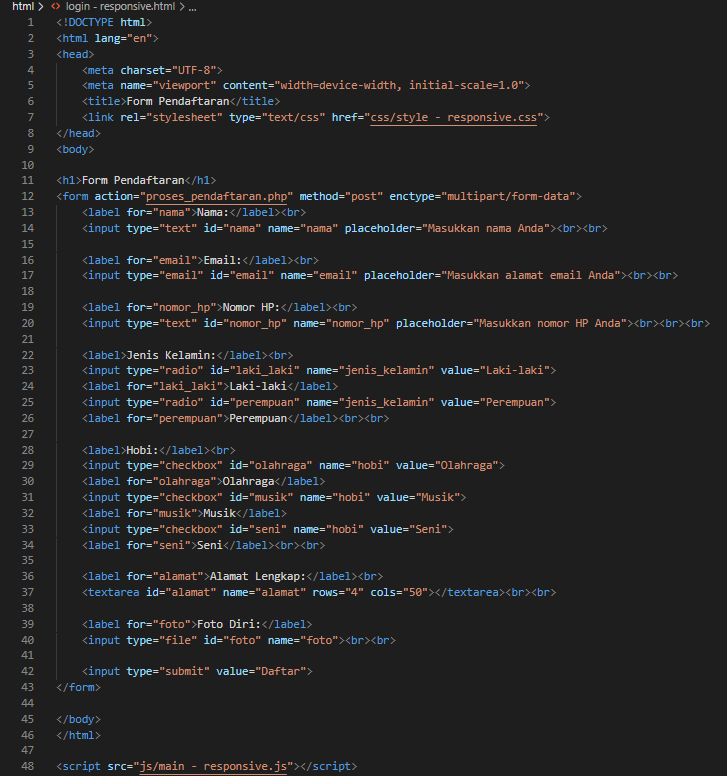 html > <> login - responsive.html > ...
1 <!DOCTYPE html>
2 <html lang="en">
3 <head>
4     <meta charset="UTF-8">
5     <meta name="viewport" content="width=device-width, initial-scale=1.0">
6     <title>Form Pendaftaran</title>
7     <link rel="stylesheet" type="text/css" href="css/style - responsive.css">
8 </head>
9 <body>
10
11 <h1>Form Pendaftaran</h1>
12 <form action="proses_pendaftaran.php" method="post" enctype="multipart/form-data">
13     <label for="nama">Nama:</label><br>
14     <input type="text" id="nama" name="nama" placeholder="Masukkan nama Anda"><br><br>
15
16     <label for="email">Email:</label><br>
17     <input type="email" id="email" name="email" placeholder="Masukkan alamat email Anda"><br><br>
18
19     <label for="nomor_hp">Nomor HP:</label><br>
20     <input type="text" id="nomor_hp" name="nomor_hp" placeholder="Masukkan nomor HP Anda"><br><br><br>
21
22     <label>Jenis Kelamin:</label><br>
23     <input type="radio" id="laki_laki" name="jenis_kelamin" value="Laki-laki">
24     <label for="laki_laki">Laki-laki</label>
25     <input type="radio" id="perempuan" name="jenis_kelamin" value="Perempuan">
26     <label for="perempuan">Perempuan</label><br><br>
27
28     <label>Hobi:</label><br>
29     <input type="checkbox" id="olahraga" name="hobi" value="Olahraga">
30     <label for="olahraga">Olahraga</label>
31     <input type="checkbox" id="musik" name="hobi" value="Musik">
32     <label for="musik">Musik</label>
33     <input type="checkbox" id="seni" name="hobi" value="Seni">
34     <label for="seni">Seni</label><br><br>
35
36     <label for="alamat">Alamat Lengkap:</label><br>
37     <textarea id="alamat" name="alamat" rows="4" cols="50"></textarea><br><br>
38
39     <label for="foto">Foto Diri:</label>
40     <input type="file" id="foto" name="foto"><br><br>
41
42     <input type="submit" value="Daftar">
43 </form>
44
45 </body>
46 </html>
47
48 <script src="js/main - responsive.js"></script>